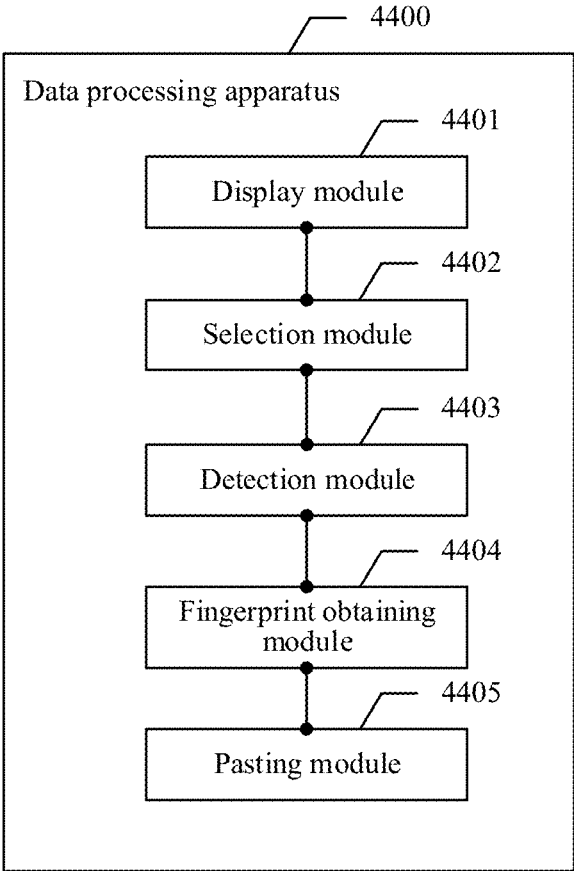 4400
Data processing apparatus
4401
Display module
4402
Selection module
4403
Detection module
4404
Fingerprint obtaining
module
4405
Pasting module